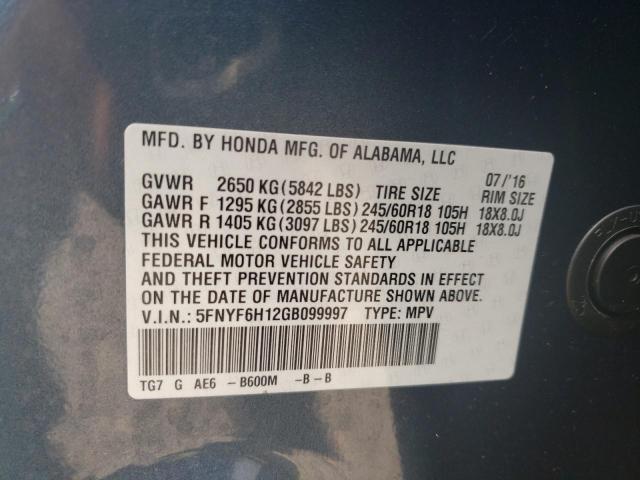 MFD. BY HONDA MFG. OF ALABAMA, LLC
07/'16
GVWR 2650 KG (5842 LBS) TIRE SIZE RIM SIZE
GAWR F 1295 KG (2855 LBS) 245/60R18 105H 18X8.0J
GAWR R 1405 KG (3097 LBS) 245/60R18 105H 18X8.0J
THIS VEHICLE CONFORMS TO ALL APPLICABLE
FEDERAL MOTOR VEHICLE SAFETY
AND THEFT PREVENTION STANDARDS IN EFFECT
ON THE DATE OF MANUFACTURE SHOWN ABOVE.
V.I.N.: 5FNYF6H12GB099997 TYPE: MPV
TG7 G AE6 -B600M -B-B